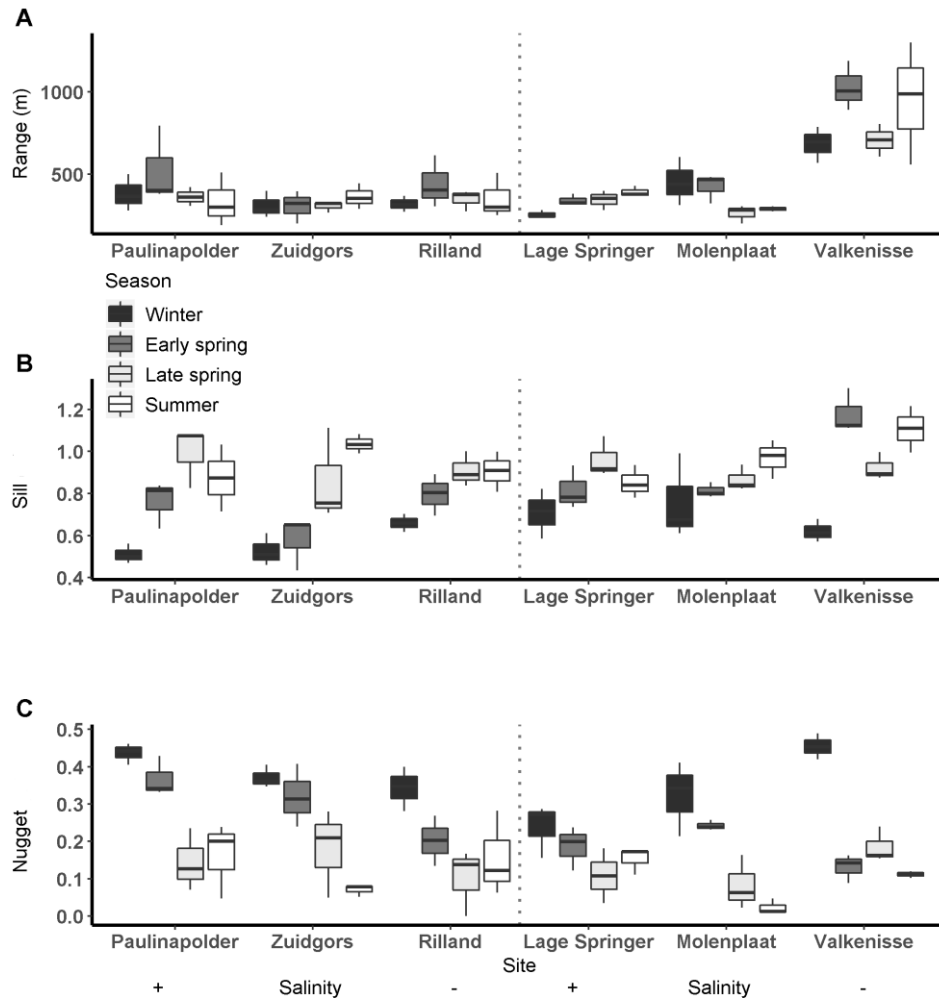 A
Range (m)
1000
500
Paulinapolder Zuidgors Rilland Lage Springer Molenplaat Valkenisse
Season
Winter
Early spring
Late spring
Summer
B
Sill
1.2
1.0
0.8
0.6
0.4
Paulinapolder Zuidgors Rilland Lage Springer Molenplaat Valkenisse
C
Nugget
0.5
0.4
0.3
0.2
0.1
0.0
Paulinapolder Zuidgors Rilland Lage Springer Molenplaat Valkenisse
Site
+ Salinity - + Salinity -